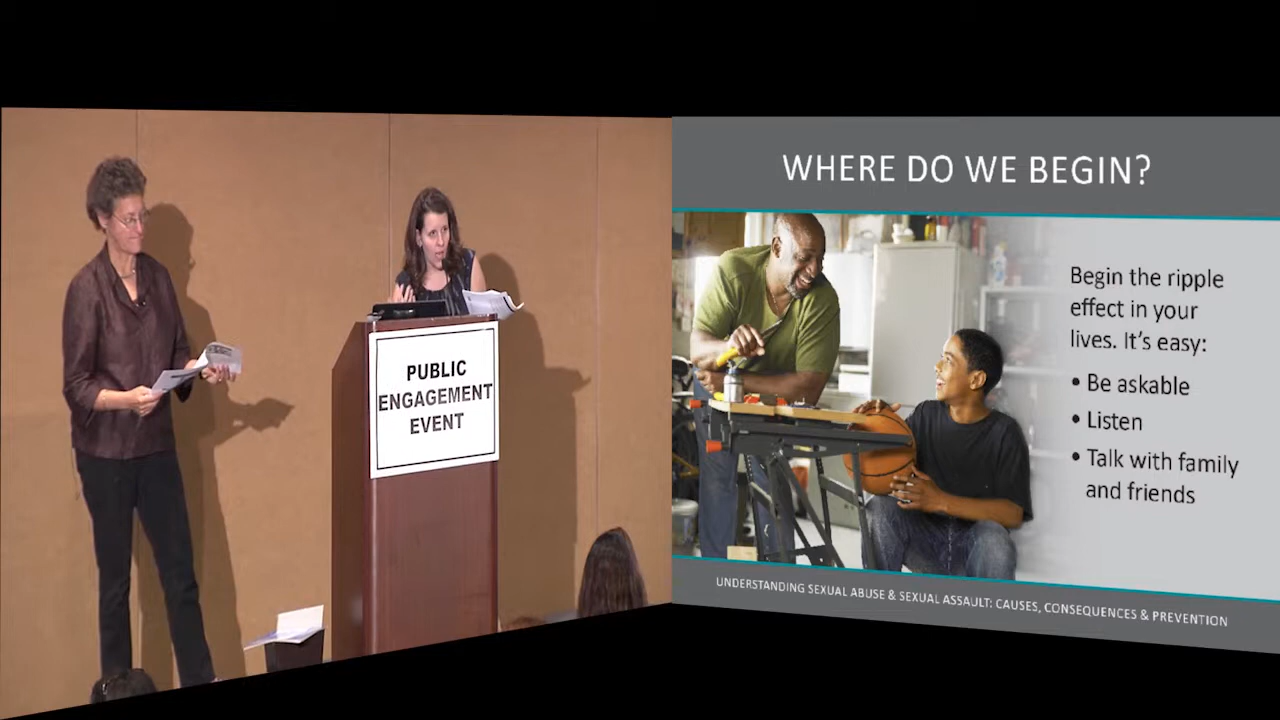 PUBLIC
ENGAGEMENT
EVENT
WHERE DO WE BEGIN?
Begin the ripple
effect in your
lives. It's easy:
• Be askable
• Listen
• Talk with family
and friends
UNDERSTANDING SEXUAL ABUSE & SEXUAL ASSAULT: CAUSES, CONSEQUENCES & PREVENTION